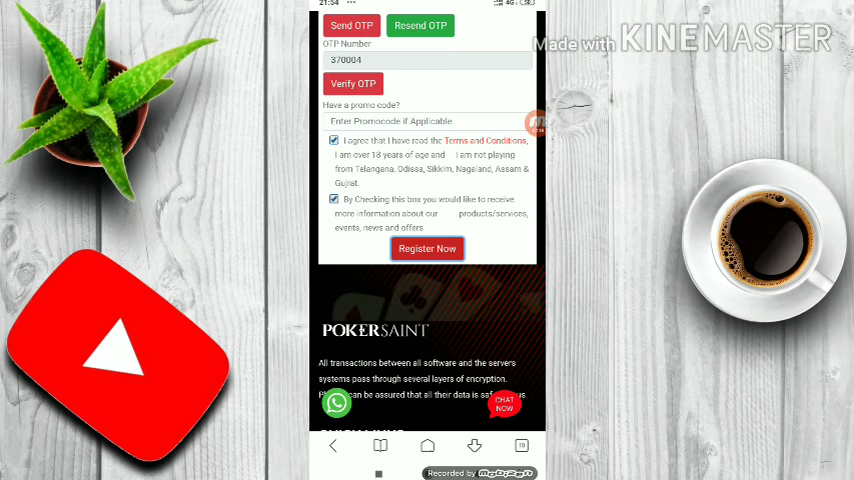 21:54
4G
Send OTP
Resend OTP
Made with KINEMASTER
OTP Number
370004
Verify OTP
Have a promo code?
Enter Promocode if Applicable
I agree that I have read the Terms and Conditions,
I am over 18 years of age and I am not playing
from Telangana, Odissa, Sikkim, Nagaland, Assam &
Gujrat.
By Checking this box you would like to receive
more information about our products/services,
events, news and offers
Register Now
POKERSAINT
All transactions between all software and the servers
systems pass through several layers of encryption.
can be assured that all their data is
CHAT
NOW
Recorded by